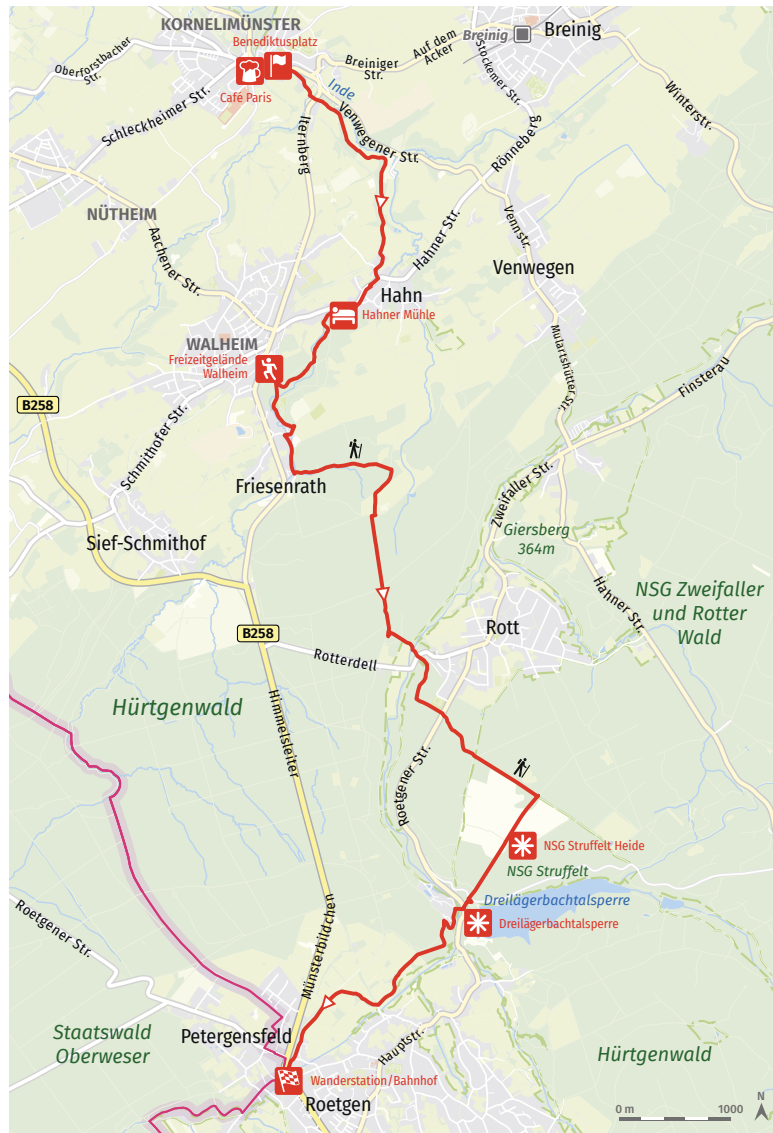 KORNELIMÜNSTER
Benediktusplatz
Breinig
Breinig
Auf dem
Acker
Breiniger
Str.
Stockemer Str.
Oberforstbacher
Str.
Inde
Café Paris
Winterstr.
Schleckheimer Str.
Venwegener Str.
Iternberg
Rönneberg
NÜTHEIM
Aachener Str.
Hahner Str.
Vennstr.
Venwegen
Hahn
Hahner Mühle
WALHEIM
Freizeitgelände
Walheim
Mulartshütter Str.
Finsterau
B258
Schmithofer Str.
Zweifaller Str.
Friesenrath
Giersberg
364m
Sief-Schmithof
Hahner Str.
NSG Zweifaller
und Rotter
Wald
B258
Rott
Rotterdell
Hürtgenwald
Himmelsleiter
Roetgener Str.
NSG Struffelt Heide
NSG Struffelt
Dreilägerbachtalsperre
Dreilägerbachtalsperre
Roetgener Str.
Münsterbildchen
Staatswald
Oberweser
Petergensfeld
Hauptstr.
Hürtgenwald
Wanderstation/Bahnhof
Roetgen
0 m 1000
N